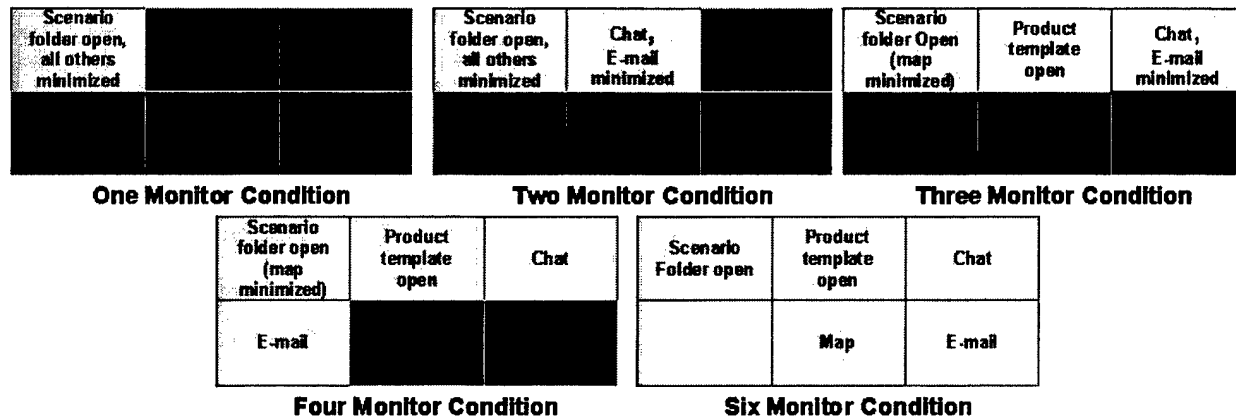 Scenario
folder open,
all others
minimized
One Monitor Condition
Scenario
folder open,
all others
minimized
Chat,
E-mail
minimized
Two Monitor Condition
Scenario
folder Open
(map
minimized)
Product
template
open
Chat,
E-mail
minimized
Three Monitor Condition
Scenario
folder open
(map
minimized)
Product
template
open
Chat
E-mail
Four Monitor Condition
Scenario
Folder open
Product
template
open
Chat
Map
E-mail
Six Monitor Condition